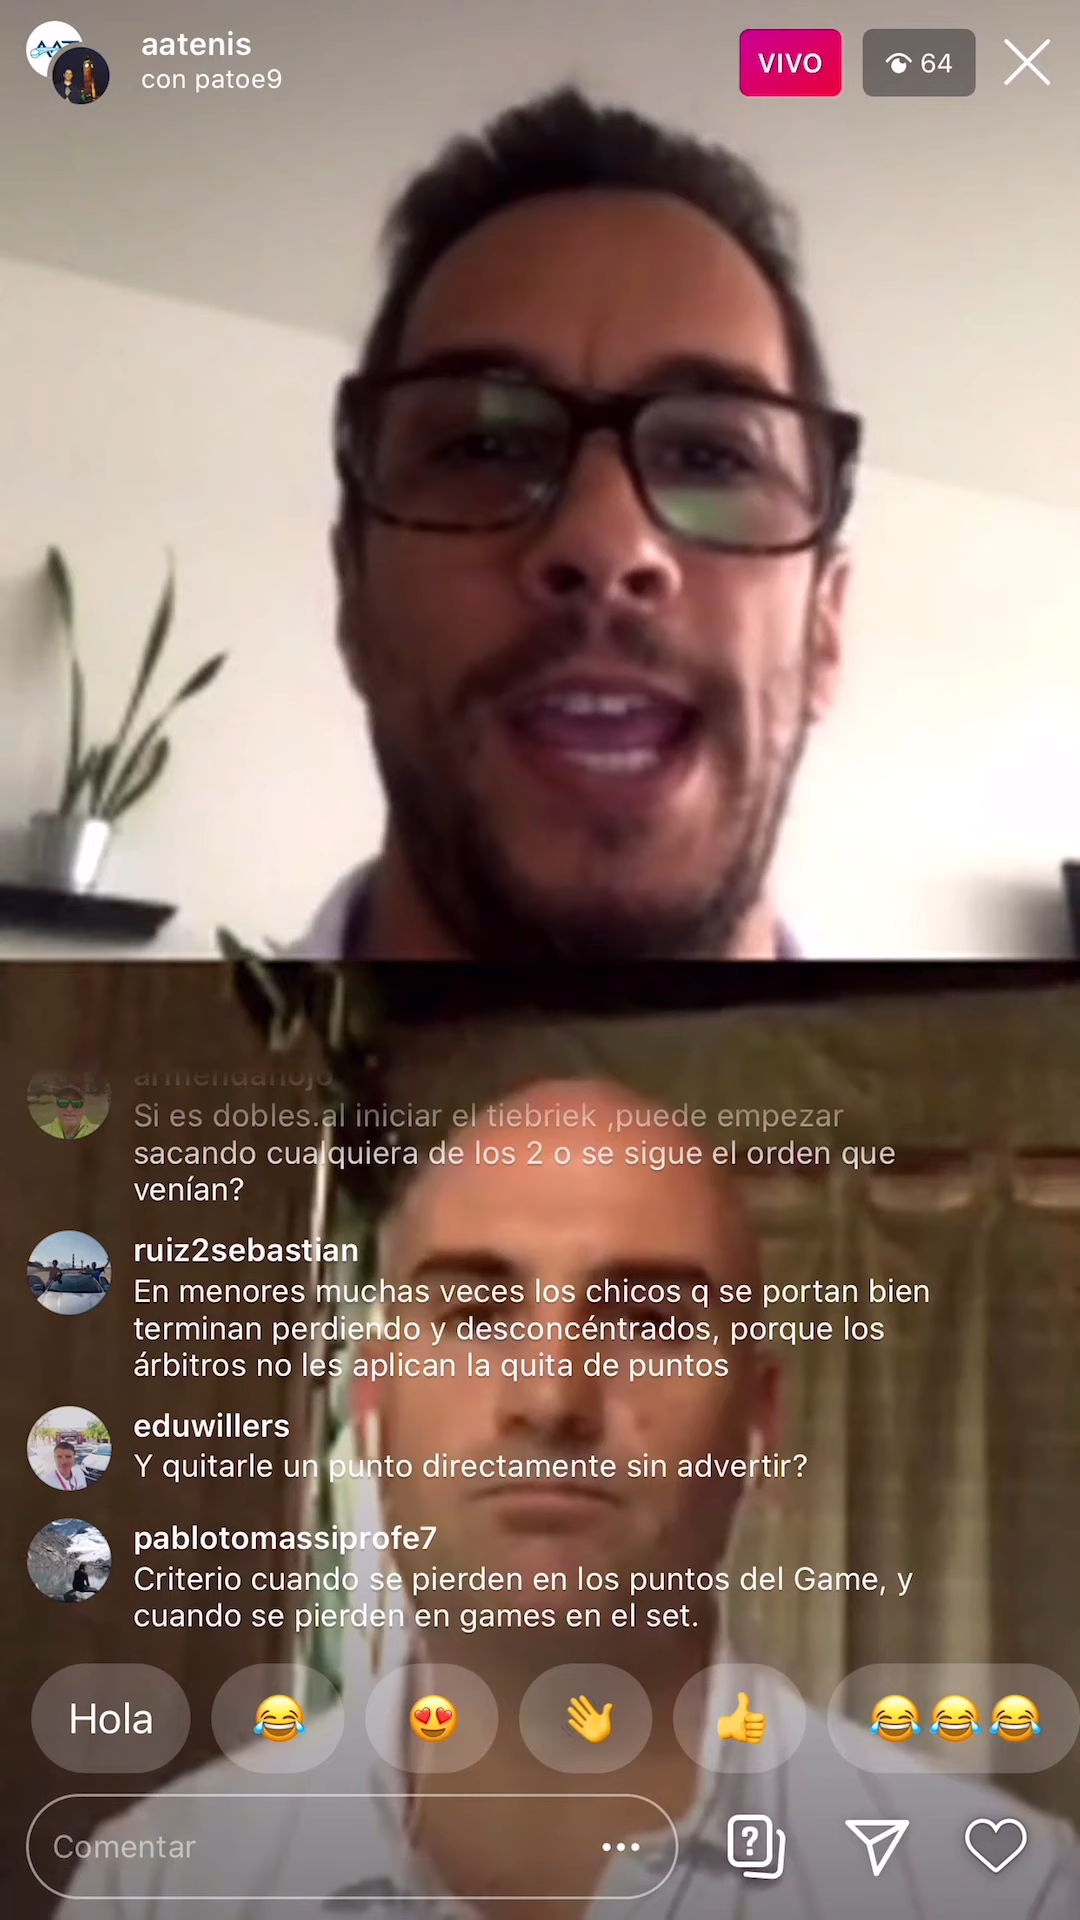 aatenis
con patoe9
VIVO
64
armendariojo
Si es dobles.al iniciar el tiebriek ,puede empezar
sacando cualquiera de los 2 o se sigue el orden que
venían?
ruiz2sebastian
En menores muchas veces los chicos q se portan bien
terminan perdiendo y desconcéntrados, porque los
árbitros no les aplican la quita de puntos
eduwillers
Y quitarle un punto directamente sin advertir?
pablotomassiprofe7
Criterio cuando se pierden en los puntos del Game, y
cuando se pierden en games en el set.
Hola
Comentar